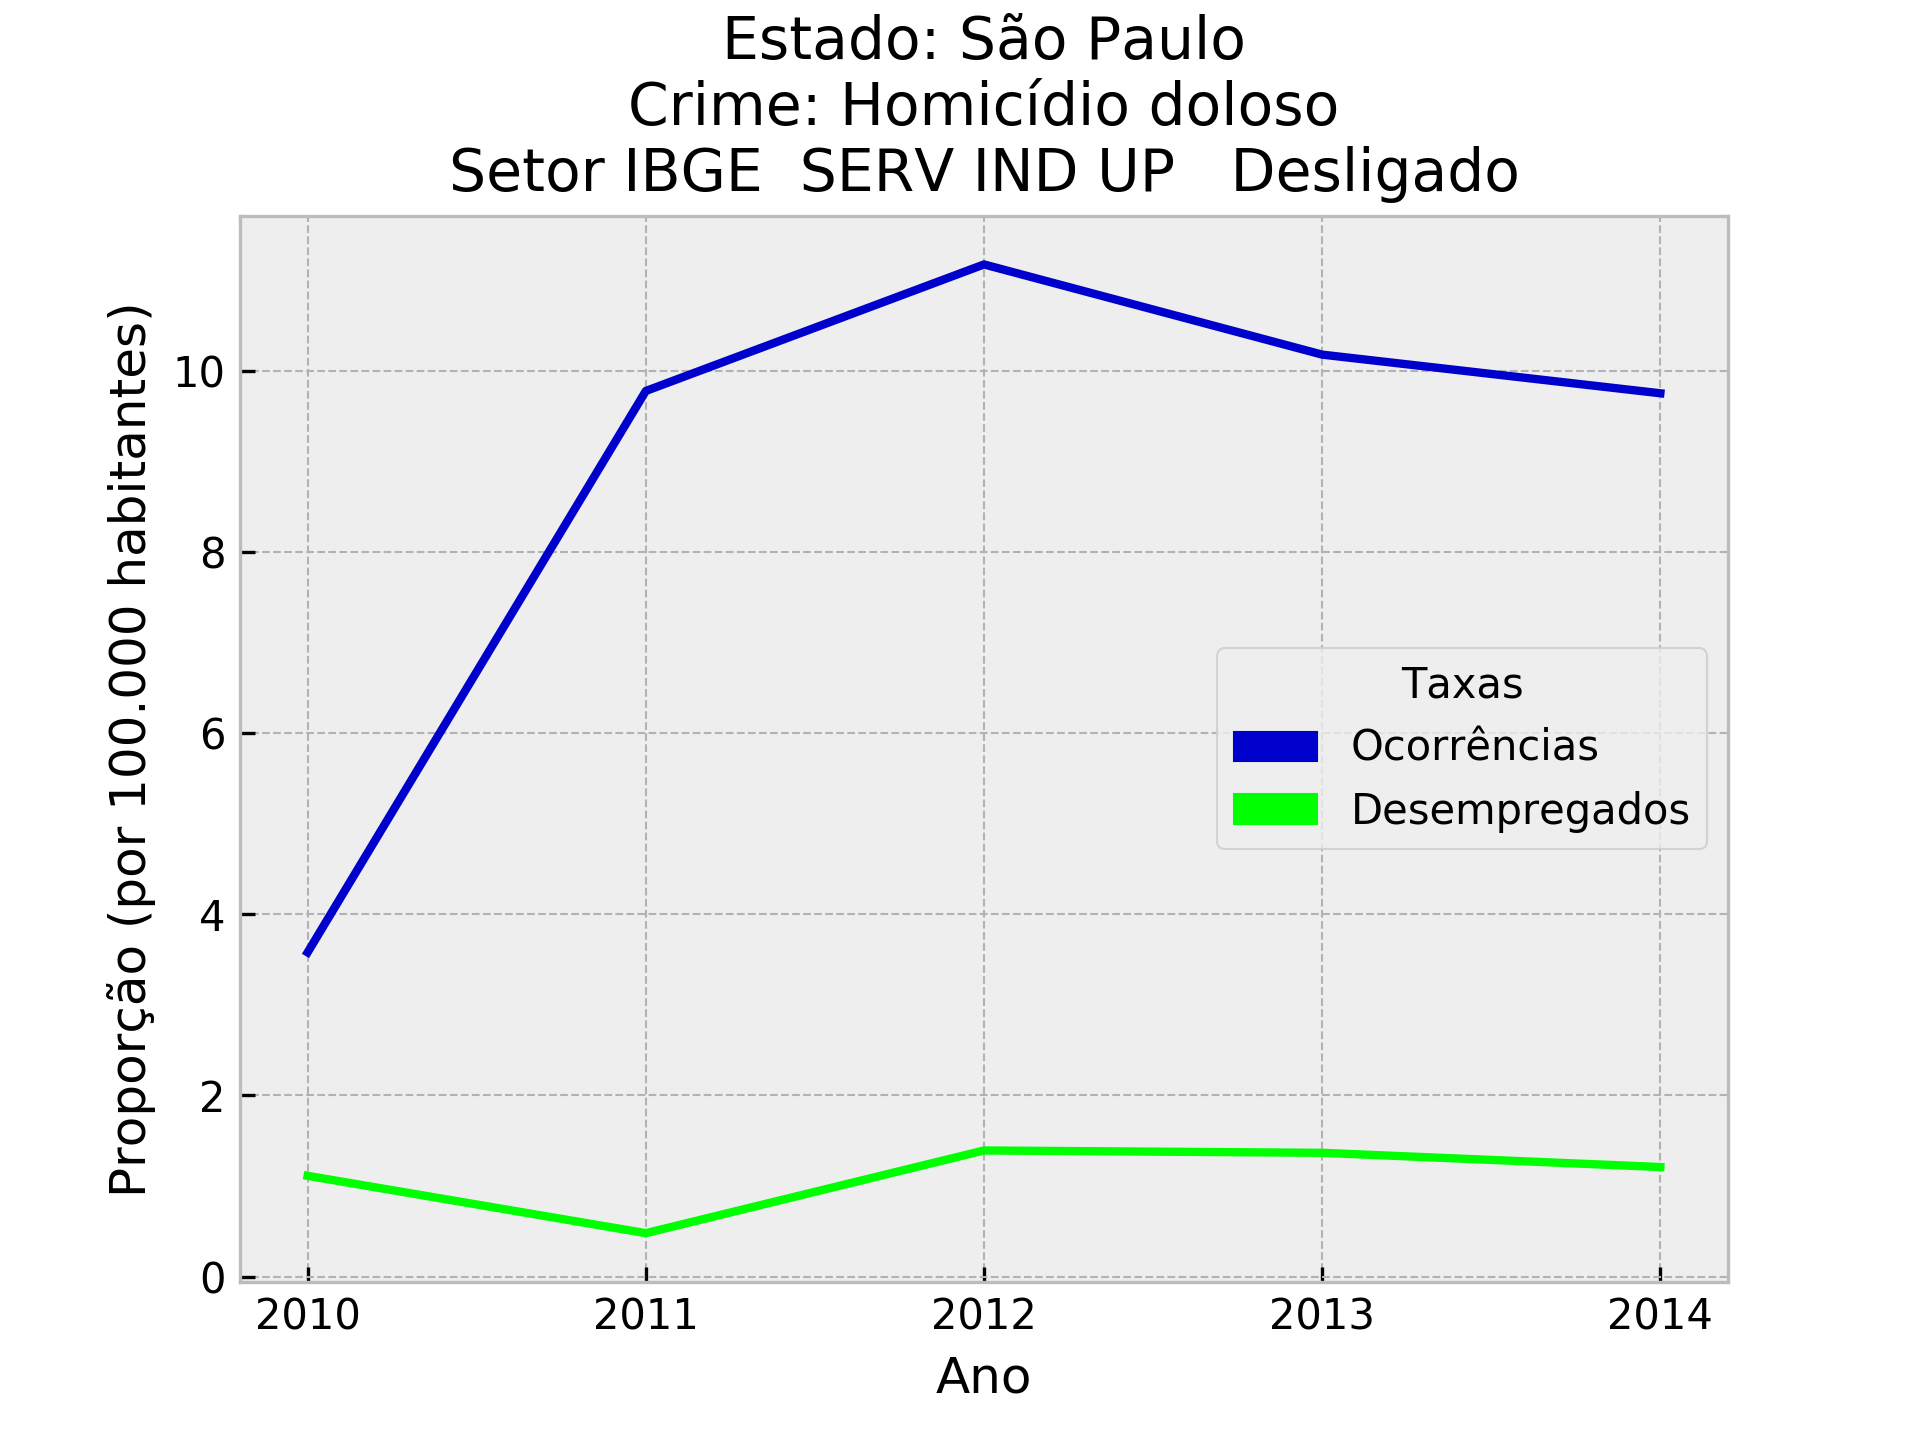 Estado: São Paulo
Crime: Homicídio doloso
Setor IBGE  SERV IND UP   Desligado
Proporção (por 100.000 habitantes)
10
8
6
4
2
0
Taxas
Ocorrências
Desempregados
2010 2011 2012 2013 2014
Ano